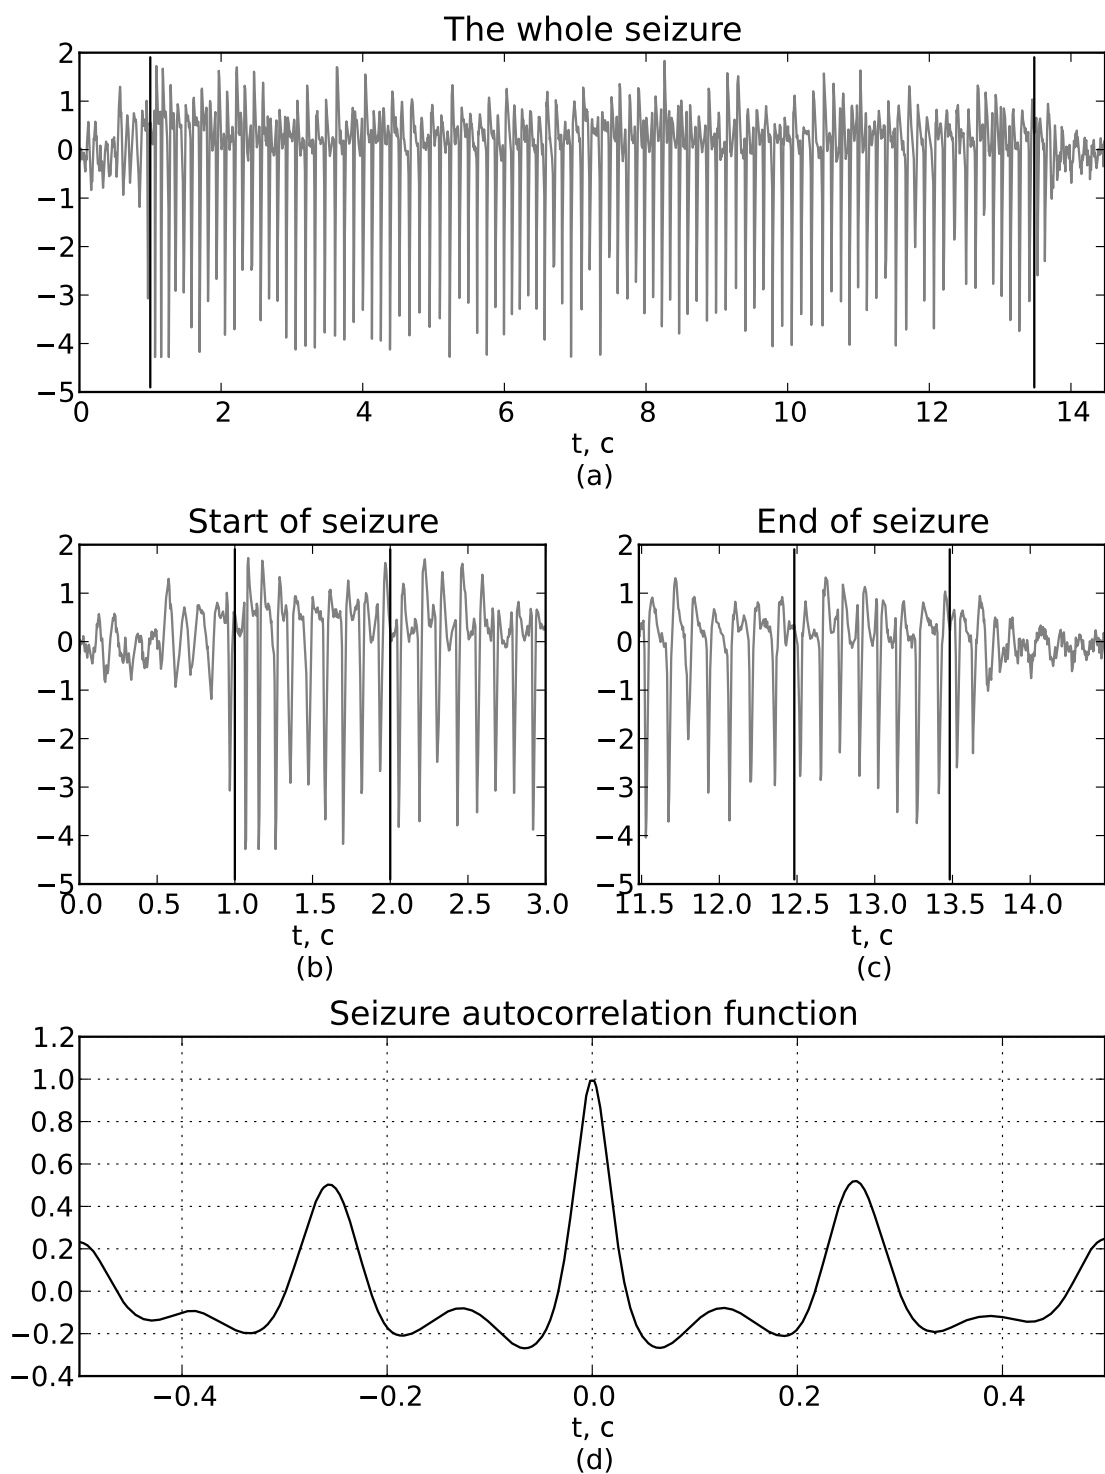 The whole seizure
2
1
0
−1
−2
−3
−4
−5
0 2 4 6 8 10 12 14
t, c
(a)
Start of seizure
2
1
0
−1
−2
−3
−4
−5
0.0 0.5 1.0 1.5 2.0 2.5 3.0
t, c
(b)
End of seizure
2
1
0
−1
−2
−3
−4
−5
11.5 12.0 12.5 13.0 13.5 14.0
t, c
(c)
Seizure autocorrelation function
1.2
1.0
0.8
0.6
0.4
0.2
0.0
−0.2
−0.4
−0.4 −0.2 0.0 0.2 0.4
t, c
(d)